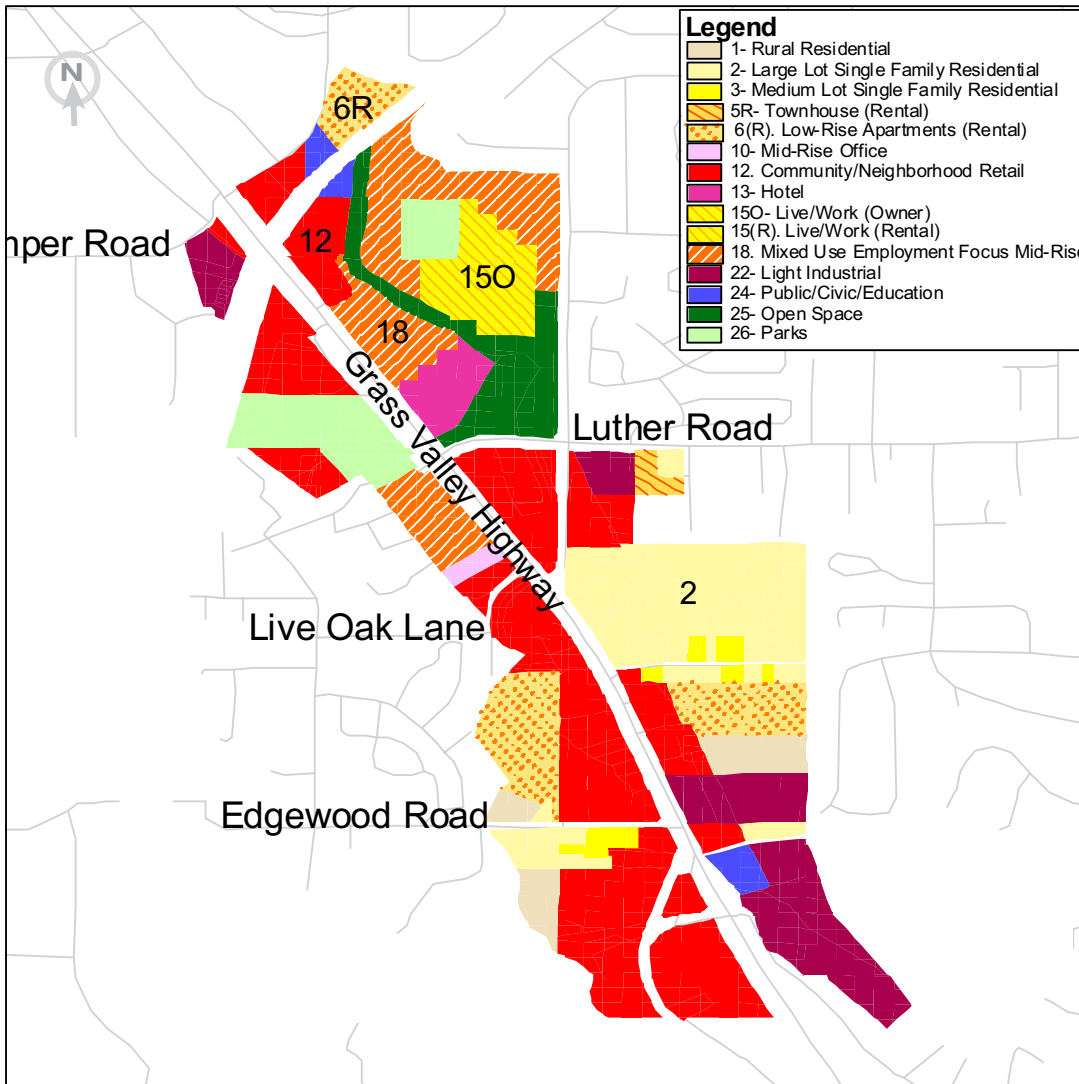 N
Legend
1- Rural Residential
2- Large Lot Single Family Residential
3- Medium Lot Single Family Residential
5R- Townhouse (Rental)
6(R). Low-Rise Apartments (Rental)
10- Mid-Rise Office
12. Community/Neighborhood Retail
13- Hotel
15O- Live/Work (Owner)
15(R). Live/Work (Rental)
18. Mixed Use Employment Focus Mid-Rise
22- Light Industrial
24- Public/Civic/Education
25- Open Space
26- Parks
6R
mper Road
12
15O
18
Grass Valley Highway
Luther Road
2
Live Oak Lane
Edgewood Road